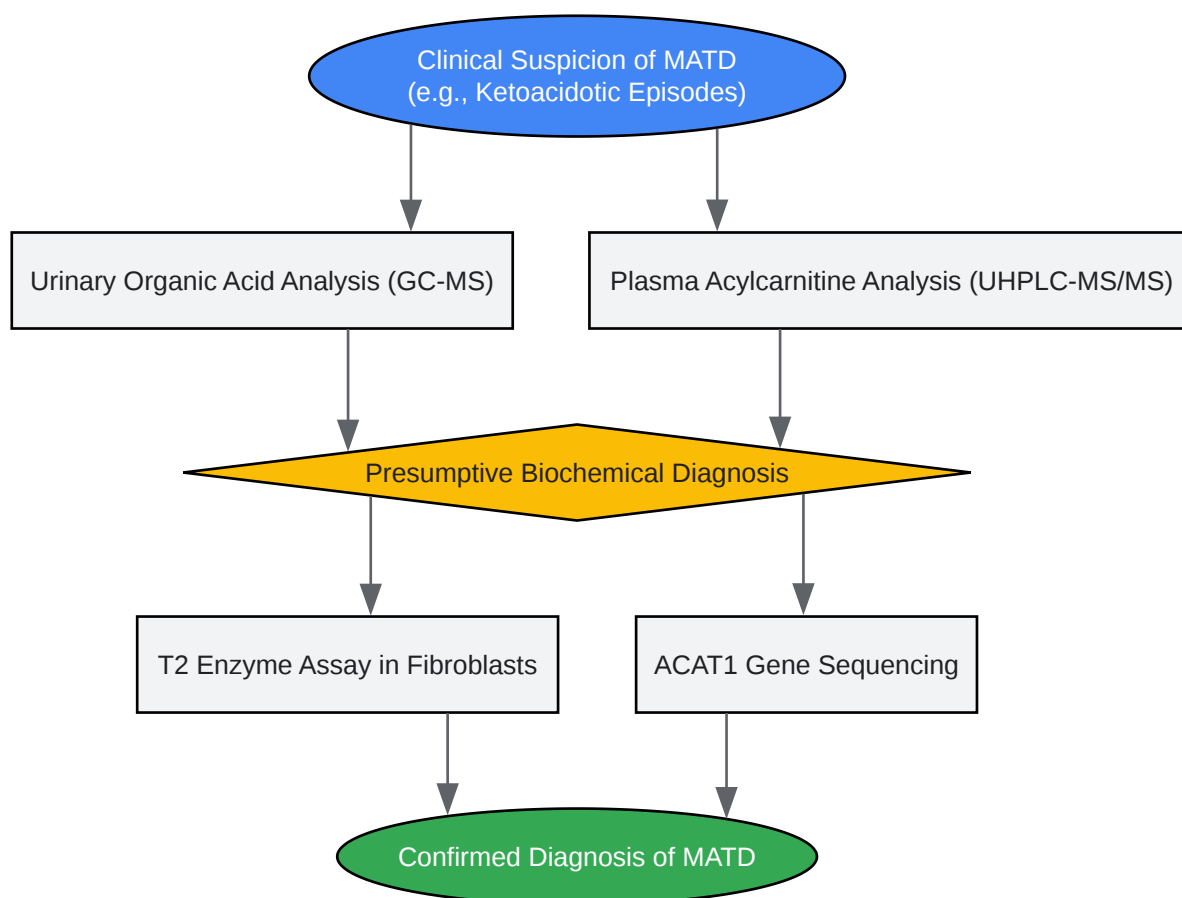 Clinical Suspicion of MATD
(e.g., Ketoacidotic Episodes)
Urinary Organic Acid Analysis (GC-MS)
Plasma Acylcarnitine Analysis (UHPLC-MS/MS)
Presumptive Biochemical Diagnosis
T2 Enzyme Assay in Fibroblasts
ACAT1 Gene Sequencing
Confirmed Diagnosis of MATD